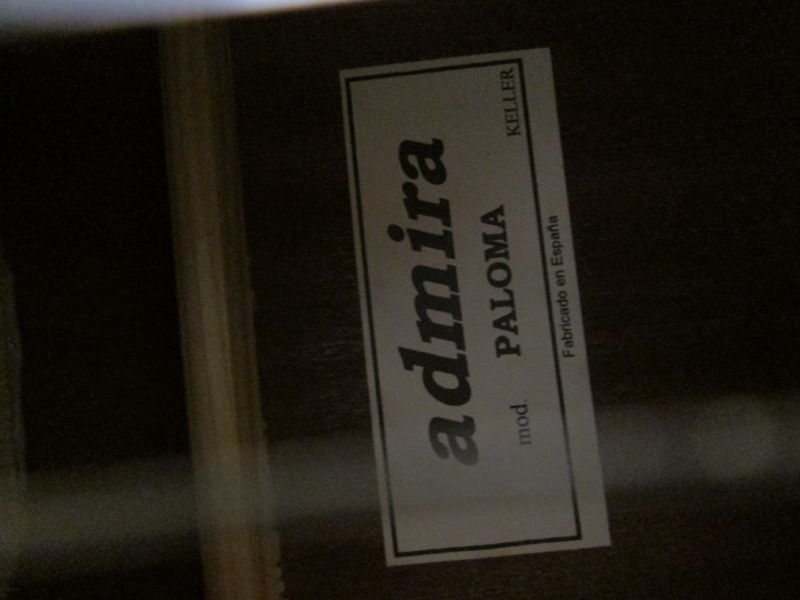 admira
mod. PALOMA KELLER
Fabricado en España